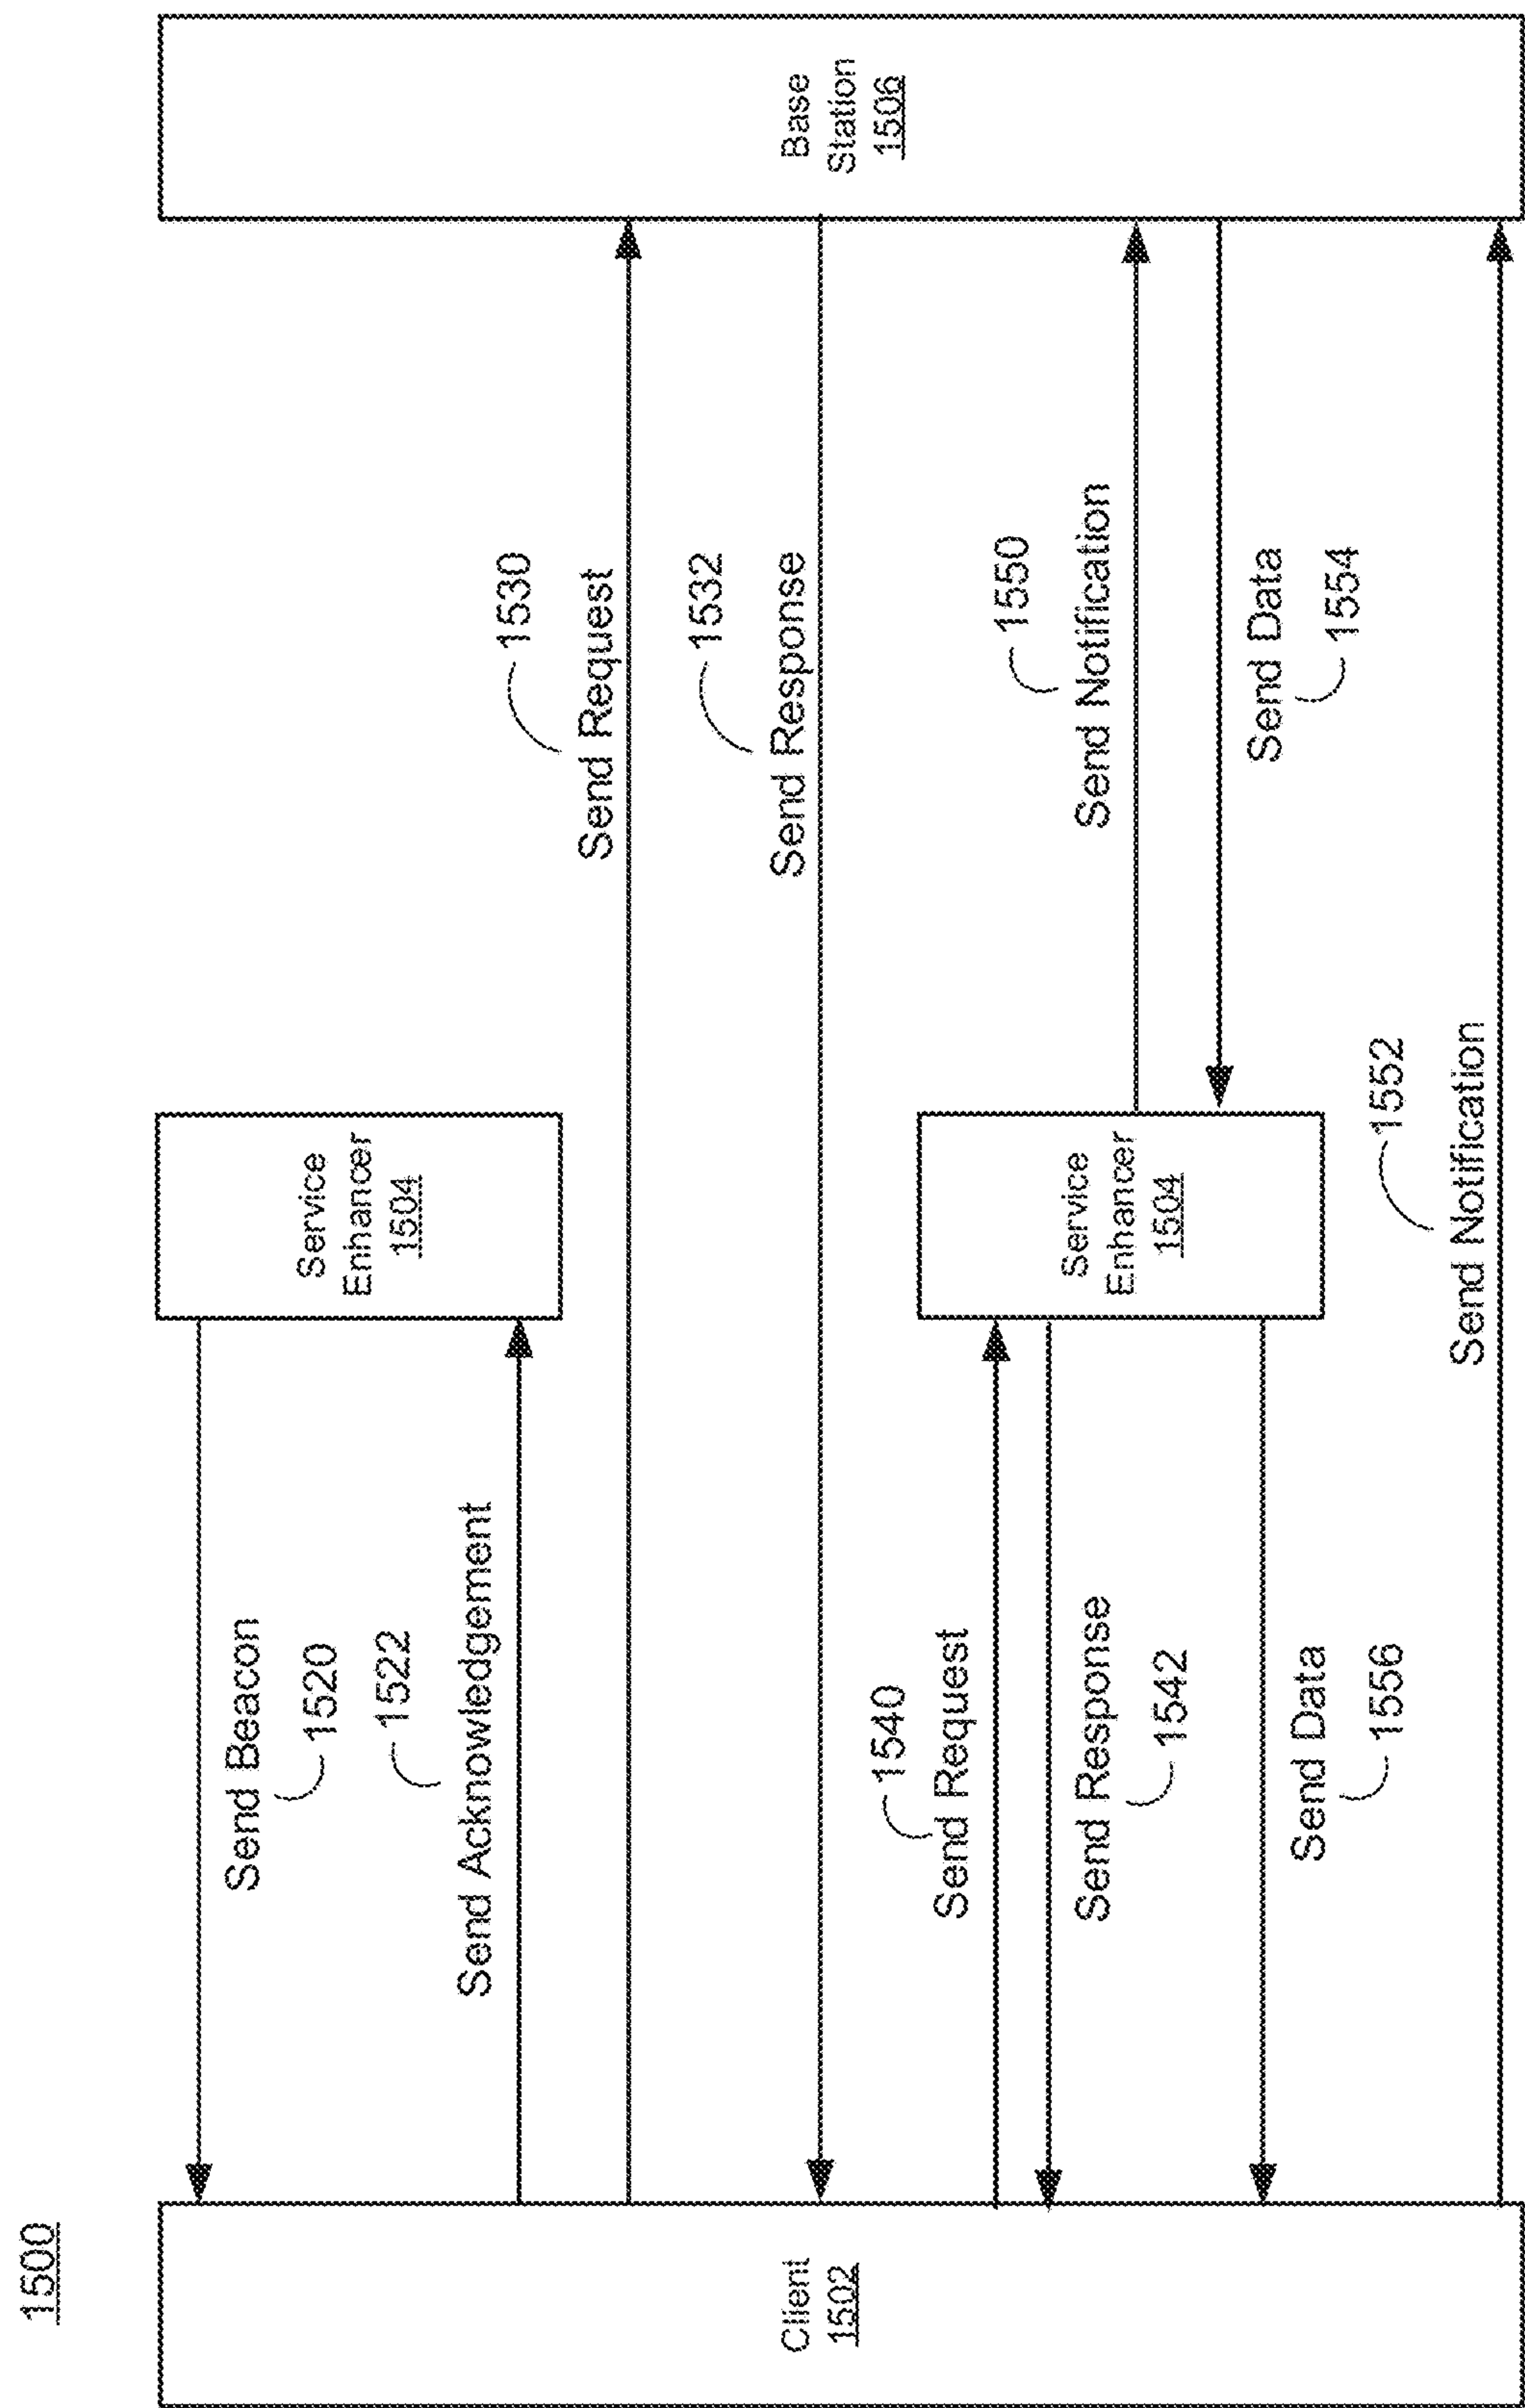 1500
Client
1502
Service
Enhancer
1504
Base
Station
1506
Send Beacon
1520
1522
Send Acknowledgement
1530
Send Request
1532
Send Response
1540
Send Request
Service
Enhancer
1504
Send Response
1542
1550
Send Notification
Send Data
1554
Send Data
1556
1552
Send Notification